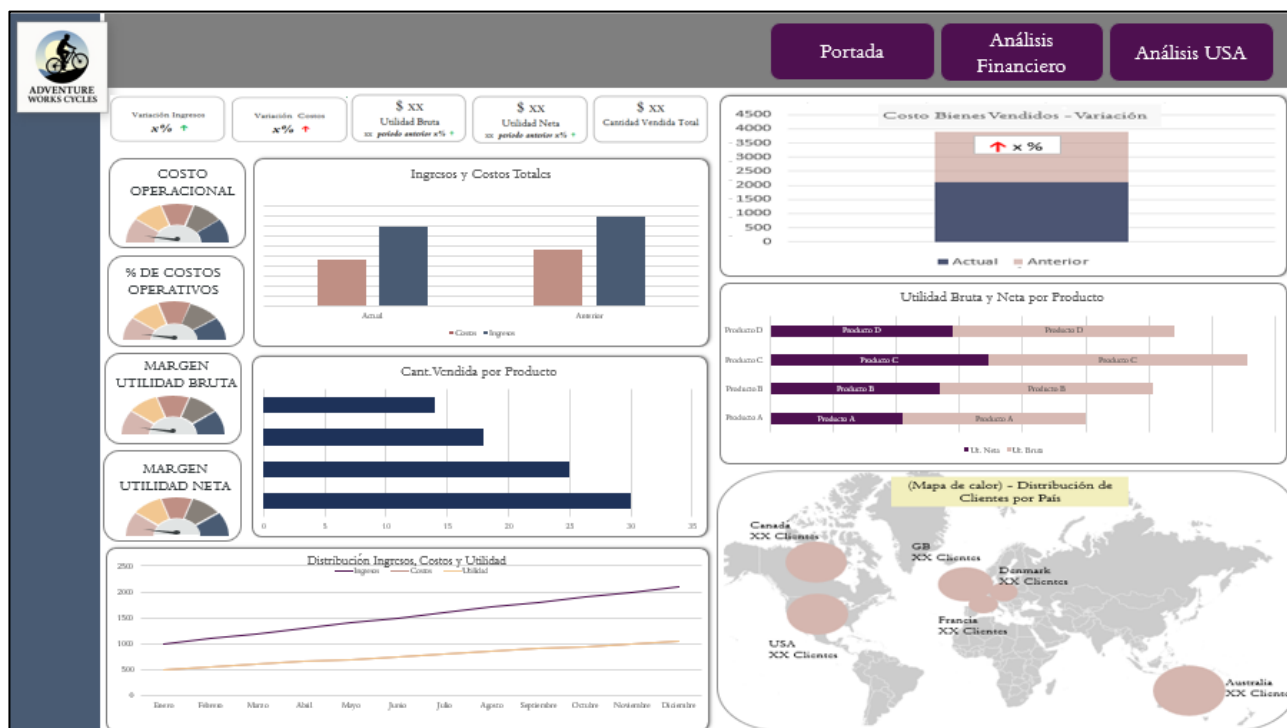 ADVENTURE
WORKS CYCLES
Portada
Análisis
Financiero
Análisis USA
Variación Ingresos
x% ↑
Variación Costos
x% ↑
$ xx
Utilidad Bruta
xx periodo anterior x% ↑
$ xx
Utilidad Neta
xx periodo anterior x% ↑
$ xx
Cantidad Vendida Total
COSTO
OPERACIONAL
% DE COSTOS
OPERATIVOS
MARGEN
UTILIDAD BRUTA
MARGEN
UTILIDAD NETA
Ingresos y Costos Totales
Actual
Anterior
Costos
Ingresos
Cant.Vendida por Producto
0
5
10
15
20
25
30
35
Distribución Ingresos, Costos y Utilidad
Ingresos
Costos
Utilidad
2500
2000
1500
1000
500
0
Enero
Febrero
Marzo
Abril
Mayo
Junio
Julio
Agosto
Septiembre
Octubre
Noviembre
Diciembre
Costo Bienes Vendidos - Variación
↑ x %
4500
4000
3500
3000
2500
2000
1500
1000
500
0
Actual
Anterior
Utilidad Bruta y Neta por Producto
Producto D
Producto D
Producto D
Producto C
Producto C
Producto C
Producto B
Producto B
Producto B
Producto A
Producto A
Producto A
Ut. Neta
Ut. Bruta
(Mapa de calor) - Distribución de
Clientes por País
Canadá
XX Clientes
GB
XX Clientes
Denmark
XX Clientes
Francia
XX Clientes
USA
XX Clientes
Australia
XX Cliente